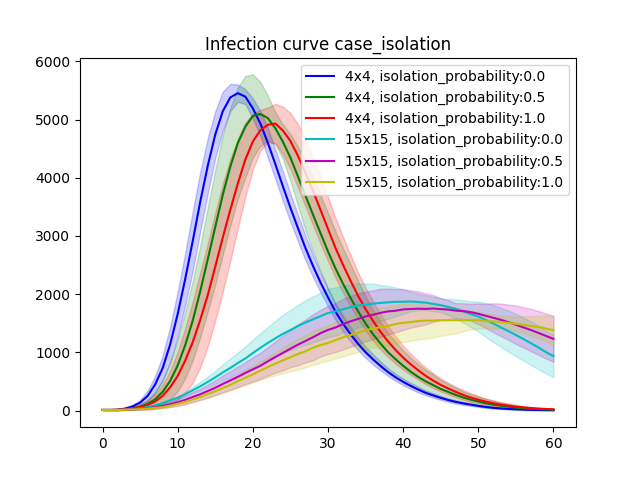 Infection curve case_isolation
6000
5000
4000
3000
2000
1000
0
4x4, isolation_probability:0.0
4x4, isolation_probability:0.5
4x4, isolation_probability:1.0
15x15, isolation_probability:0.0
15x15, isolation_probability:0.5
15x15, isolation_probability:1.0
0 10 20 30 40 50 60